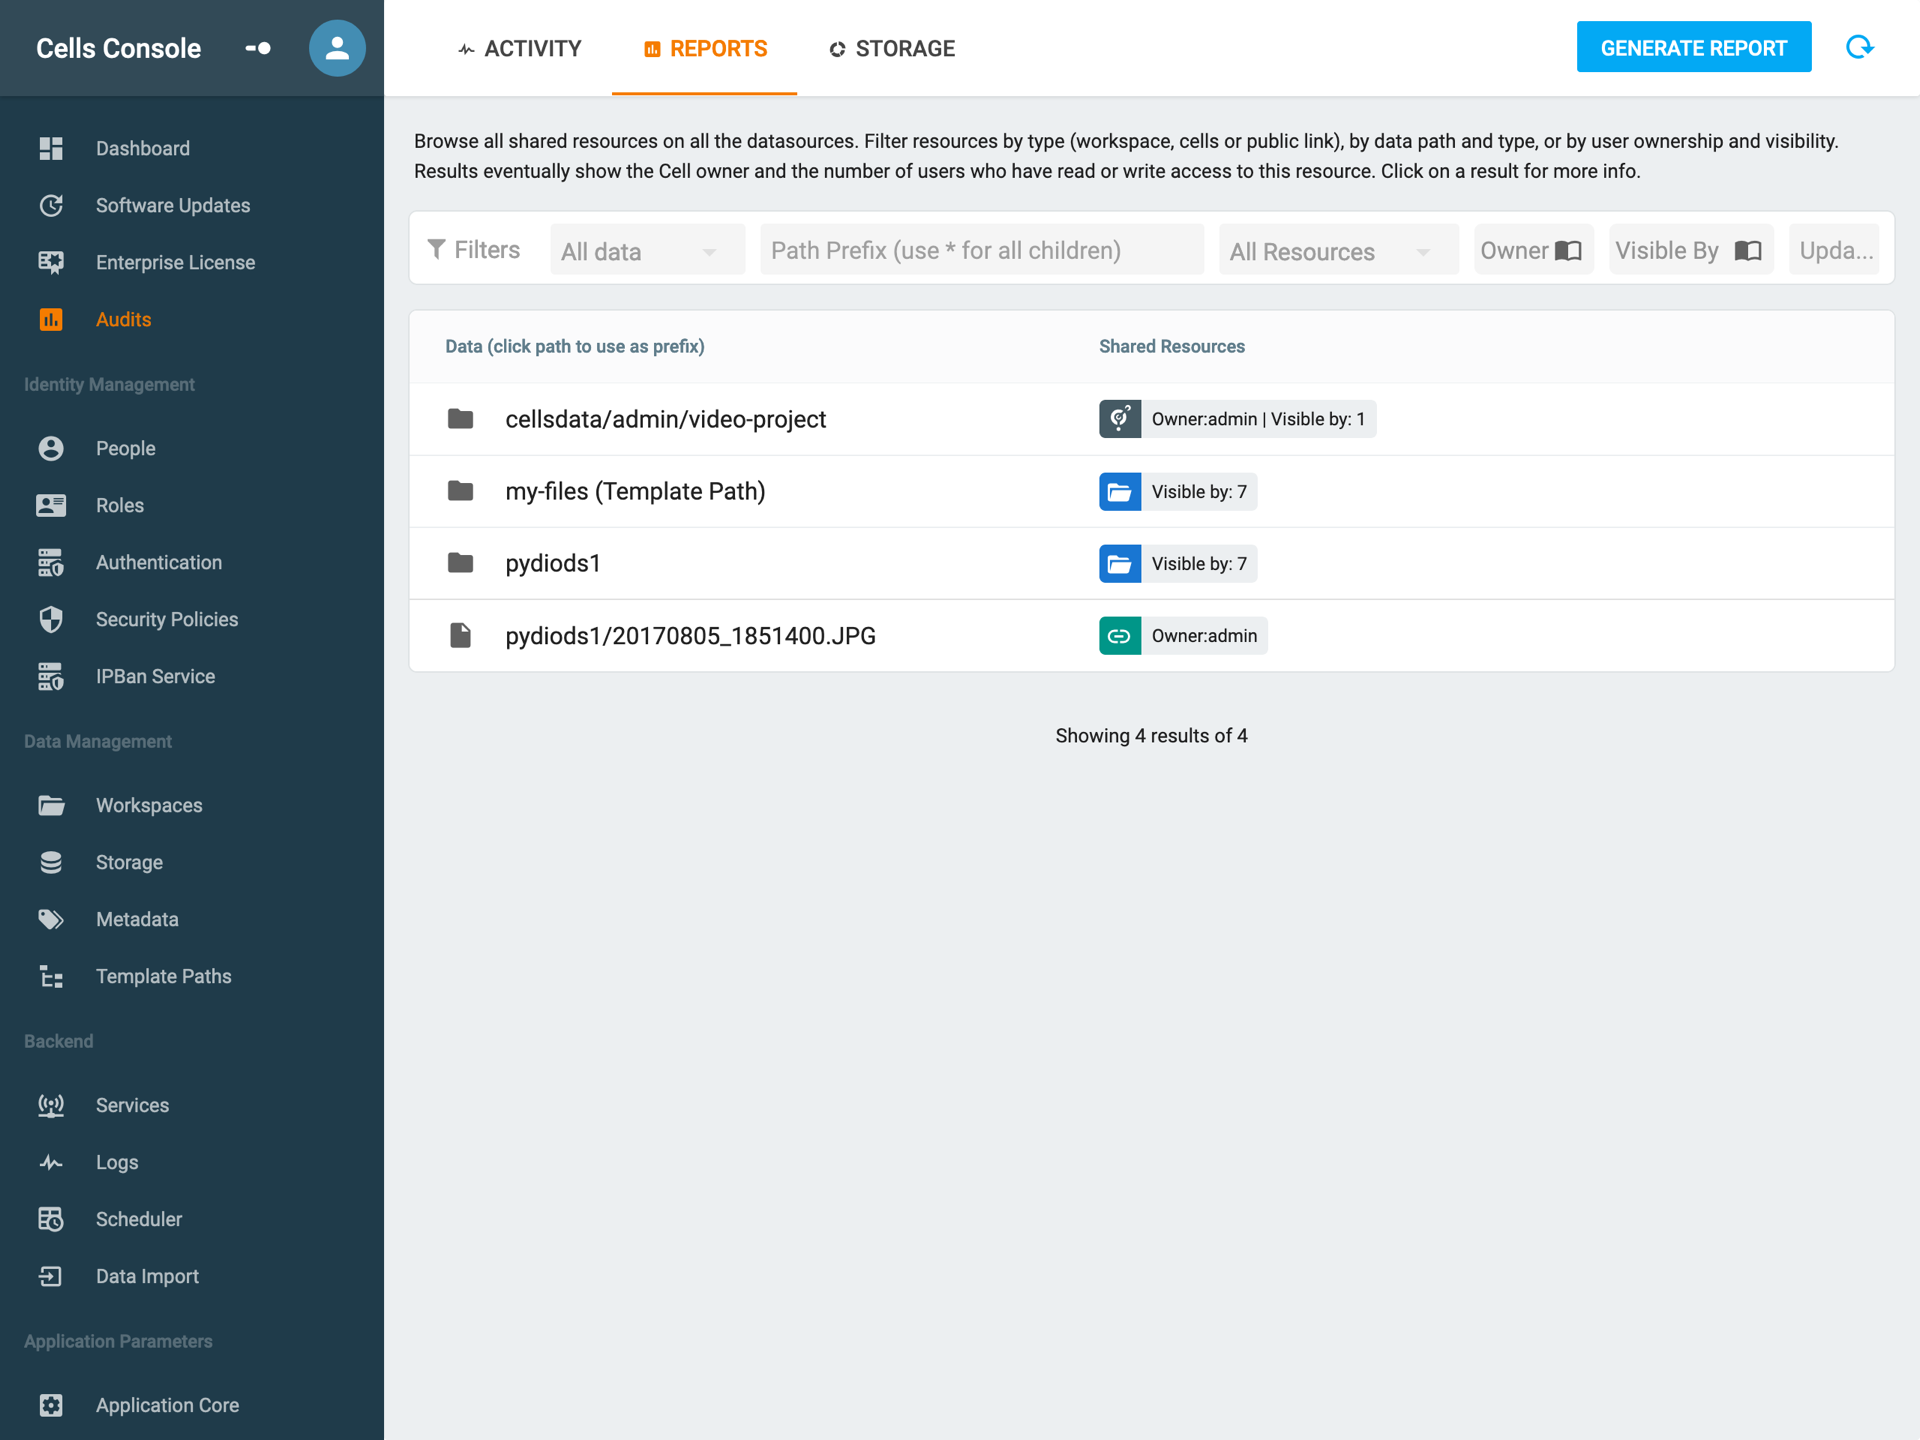 Cells Console
ACTIVITY
REPORTS
STORAGE
GENERATE REPORT
Dashboard
Software Updates
Enterprise License
Audits
Identity Management
People
Roles
Authentication
Security Policies
IPBan Service
Data Management
Workspaces
Storage
Metadata
Template Paths
Backend
Services
Logs
Scheduler
Data Import
Application Parameters
Application Core
Browse all shared resources on all the datasources. Filter resources by type (workspace, cells or public link), by data path and type, or by user ownership and visibility.
Results eventually show the Cell owner and the number of users who have read or write access to this resource. Click on a result for more info.
Filters
All data
Path Prefix (use * for all children)
All Resources
Owner
Visible By
Upda...
Data (click path to use as prefix)
Shared Resources
cellsdata/admin/video-project
Owner:admin | Visible by: 1
my-files (Template Path)
Visible by: 7
pydiods1
Visible by: 7
pydiods1/20170805_1851400.JPG
Owner:admin
Showing 4 results of 4